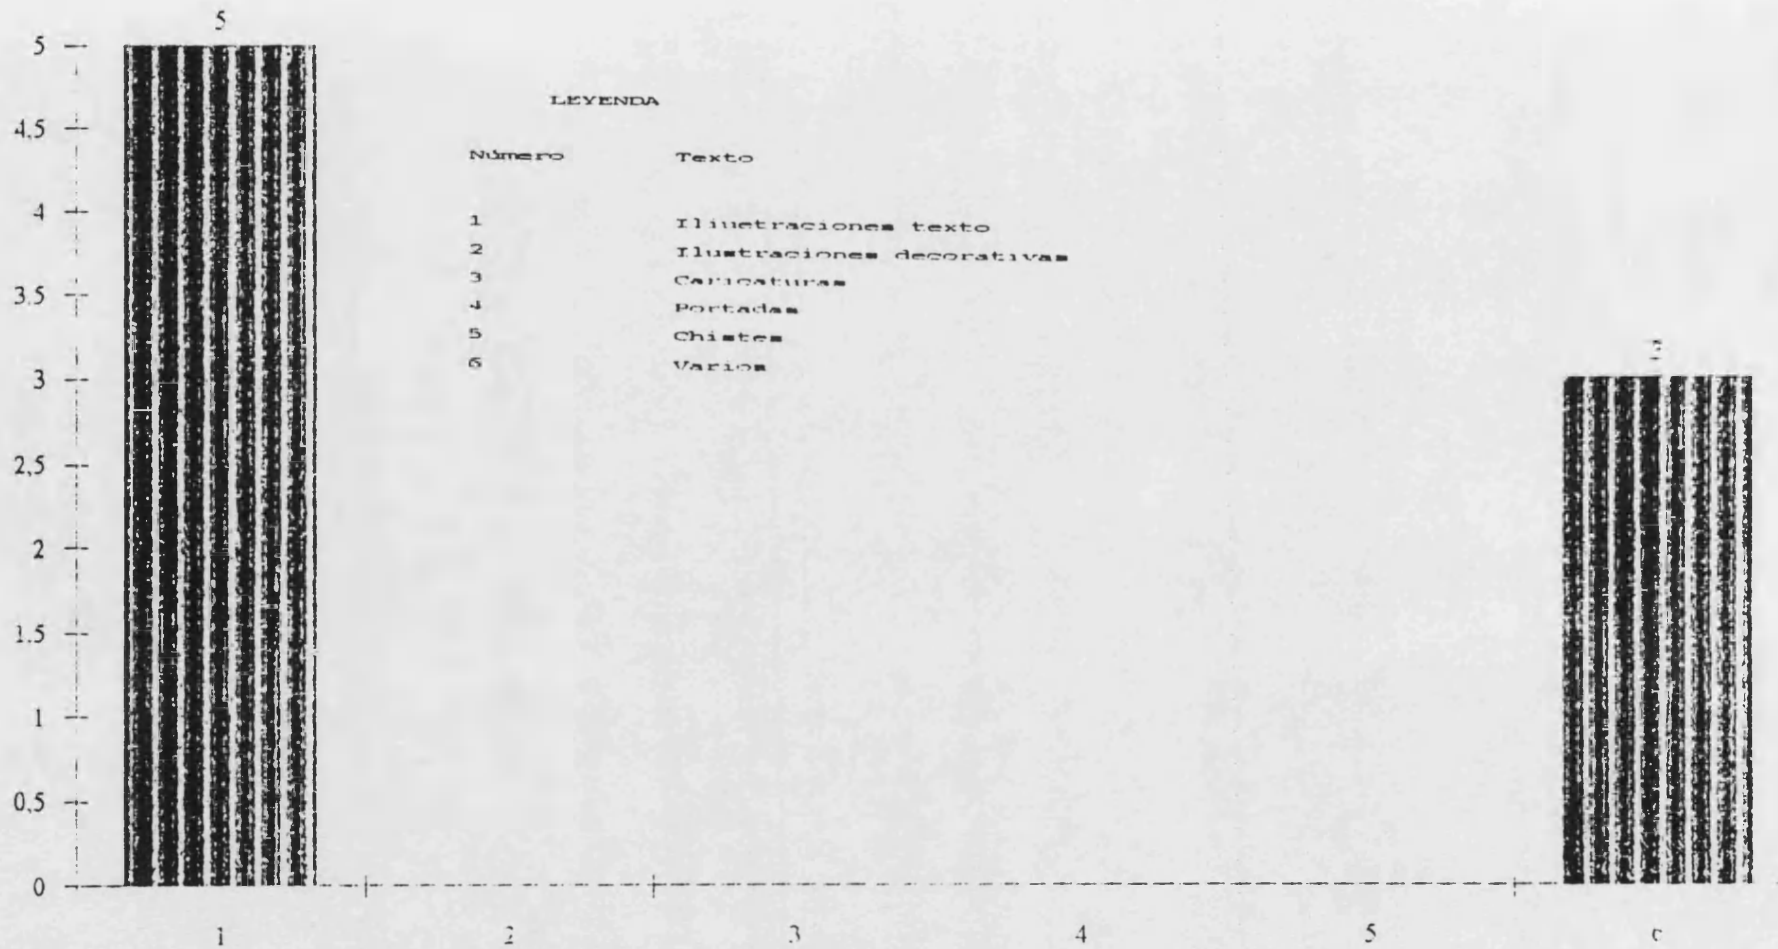 5
5
4,5
4
3,5
3
2,5
2
1,5
1
0,5
0
LEYENDA
Número Texto
1 Iliuetraciones texto
2 Ilustraciones decorativas
3 Caricaturas
4 Portadas
5 Chistes
6 Varios
1 2 3 4 5